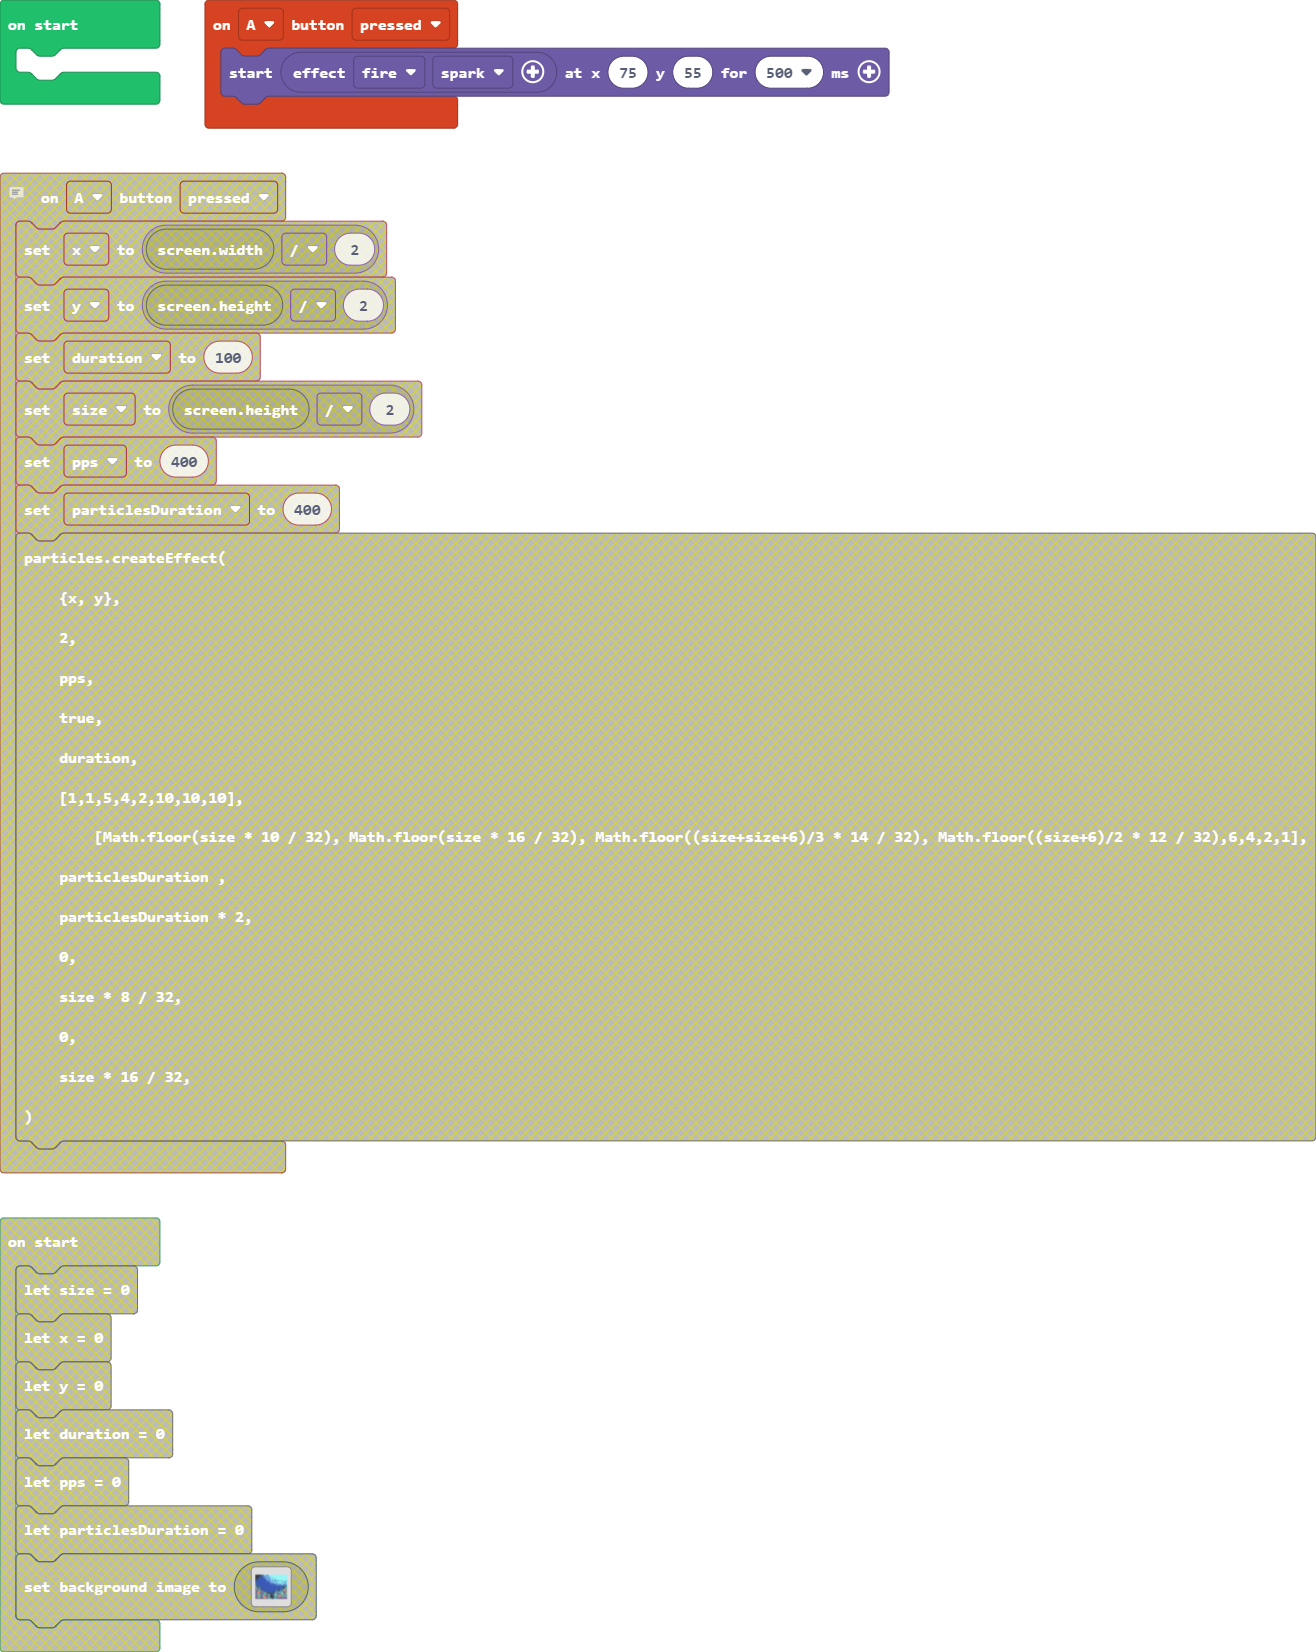 on start
on A button pressed
start effect fire spark at x 75 y 55 for 500 ms
on A button pressed
set x to screen.width / 2
set y to screen.height / 2
set duration to 100
set size to screen.height / 2
set pps to 400
set particlesDuration to 400
particles.createEffect(
{x, y},
2,
pps,
true,
duration,
[1,1,5,4,2,10,10,10],
[Math.floor(size * 10 / 32), Math.floor(size * 16 / 32), Math.floor((size+size+6)/3 * 14 / 32), Math.floor((size+6)/2 * 12 / 32),6,4,2,1],
particlesDuration ,
particlesDuration * 2,
0,
size * 8 / 32,
0,
size * 16 / 32,
)
on start
let size = 0
let x = 0
let y = 0
let duration = 0
let pps = 0
let particlesDuration = 0
set background image to